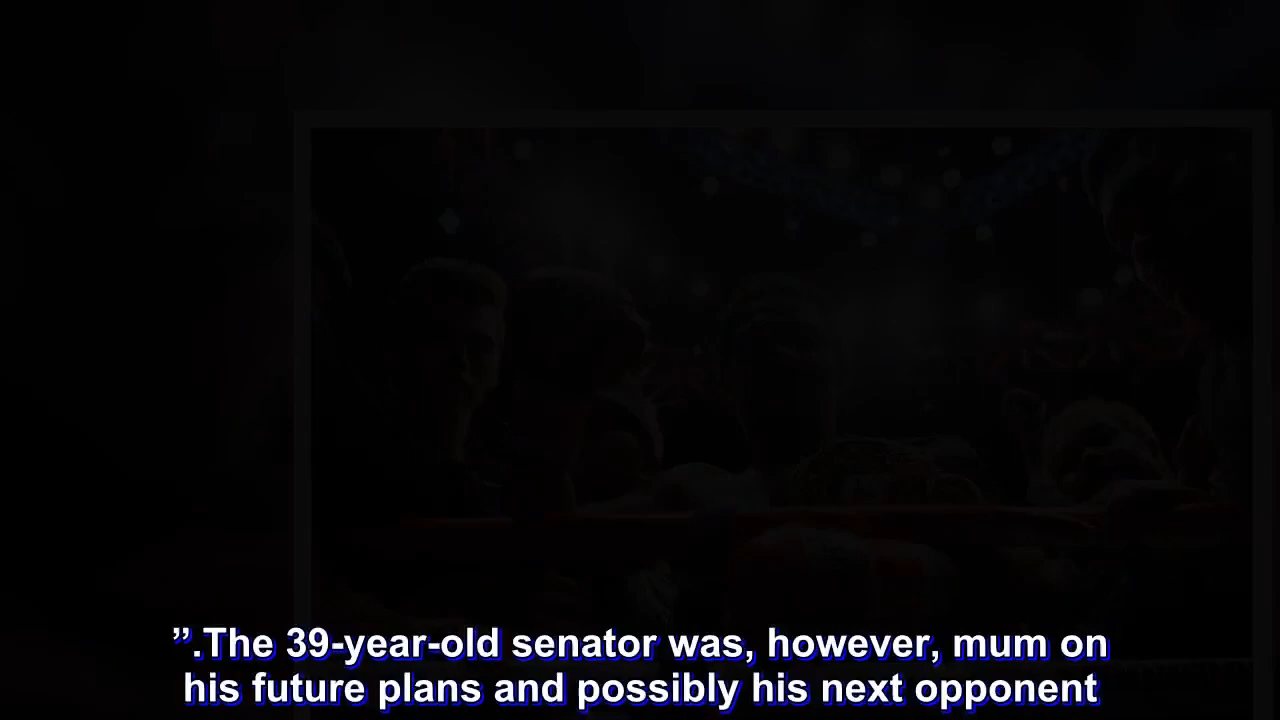 ”.The 39-year-old senator was, however, mum on
his future plans and possibly his next opponent